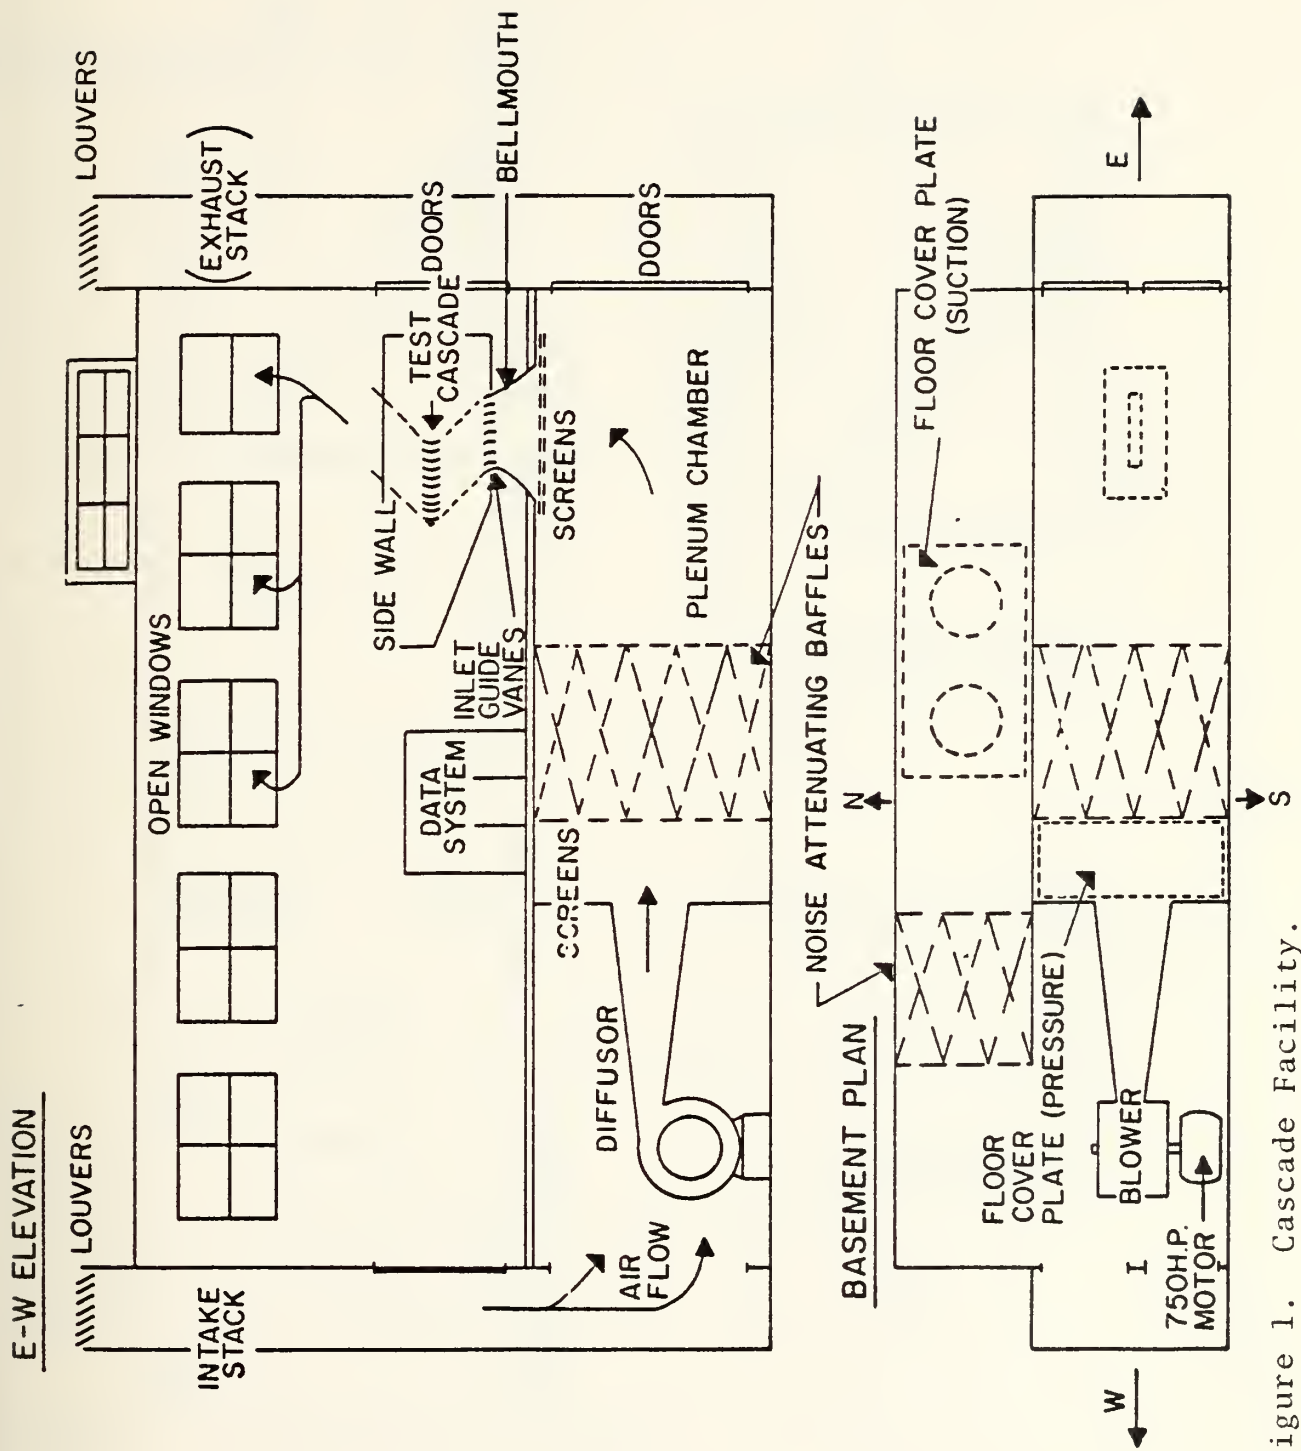 E-W ELEVATION
LOUVERS
LOUVERS
INTAKE
STACK
(EXHAUST
STACK)
OPEN WINDOWS
SIDE WALL
TEST
CASCADE
DOORS
BELLMOUTH
DATA
SYSTEM
INLET
GUIDE
VANES
SCREENS
SCREENS
AIR
FLOW
DIFFUSOR
PLENUM CHAMBER
DOORS
NOISE ATTENUATING BAFFLES
BASEMENT PLAN
FLOOR COVER PLATE
(SUCTION)
N
S
E
W
FLOOR
COVER
PLATE (PRESSURE)
BLOWER
750H.P.
MOTOR
igure 1. Cascade Facility.